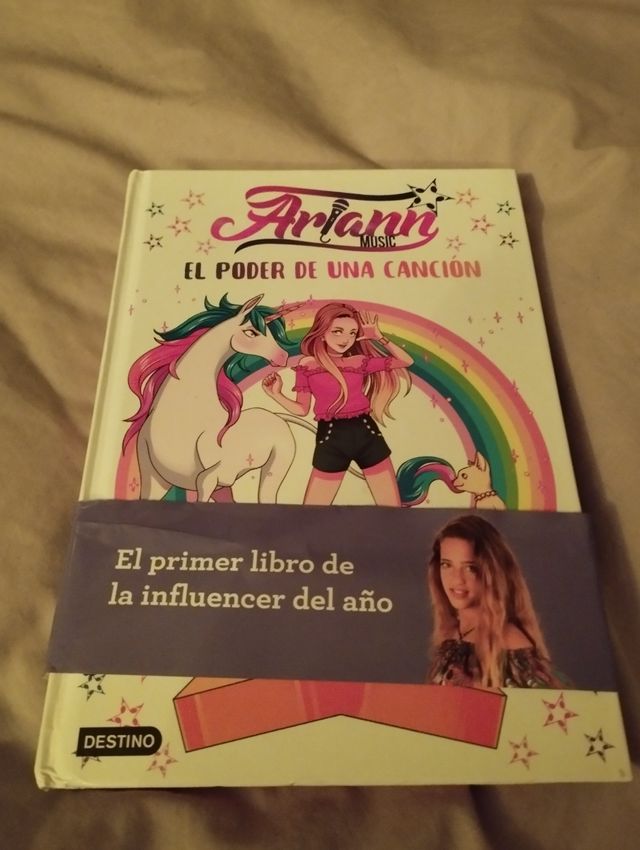 Ariann
MUSIC
EL PODER DE UNA CANCIÓN
El primer libro de
la influencer del año
DESTINO